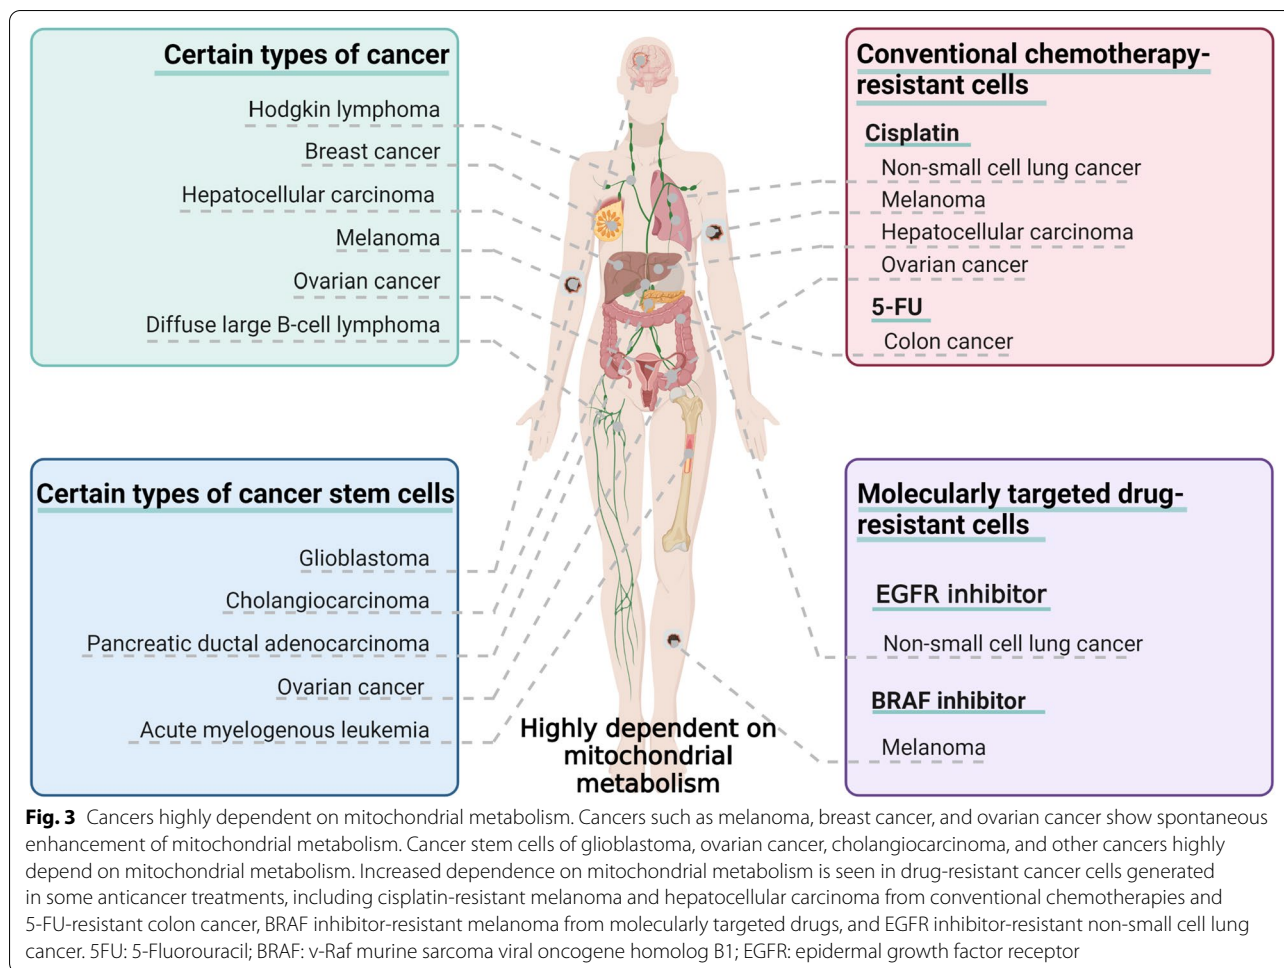 Certain types of cancer
Hodgkin lymphoma
Breast cancer
Hepatocellular carcinoma
Melanoma
Ovarian cancer
Diffuse large B-cell lymphoma
Conventional chemotherapy-
resistant cells
Cisplatin
Non-small cell lung cancer
Melanoma
Hepatocellular carcinoma
Ovarian cancer
5-FU
Colon cancer
Certain types of cancer stem cells
Glioblastoma
Cholangiocarcinoma
Pancreatic ductal adenocarcinoma
Ovarian cancer
Acute myelogenous leukemia
Molecularly targeted drug-
resistant cells
EGFR inhibitor
Non-small cell lung cancer
BRAF inhibitor
Melanoma
Highly dependent on
mitochondrial
metabolism
Fig. 3 Cancers highly dependent on mitochondrial metabolism. Cancers such as melanoma, breast cancer, and ovarian cancer show spontaneous
enhancement of mitochondrial metabolism. Cancer stem cells of glioblastoma, ovarian cancer, cholangiocarcinoma, and other cancers highly
depend on mitochondrial metabolism. Increased dependence on mitochondrial metabolism is seen in drug-resistant cancer cells generated
in some anticancer treatments, including cisplatin-resistant melanoma and hepatocellular carcinoma from conventional chemotherapies and
5-FU-resistant colon cancer, BRAF inhibitor-resistant melanoma from molecularly targeted drugs, and EGFR inhibitor-resistant non-small cell lung
cancer. 5FU: 5-Fluorouracil; BRAF: v-Raf murine sarcoma viral oncogene homolog B1; EGFR: epidermal growth factor receptor